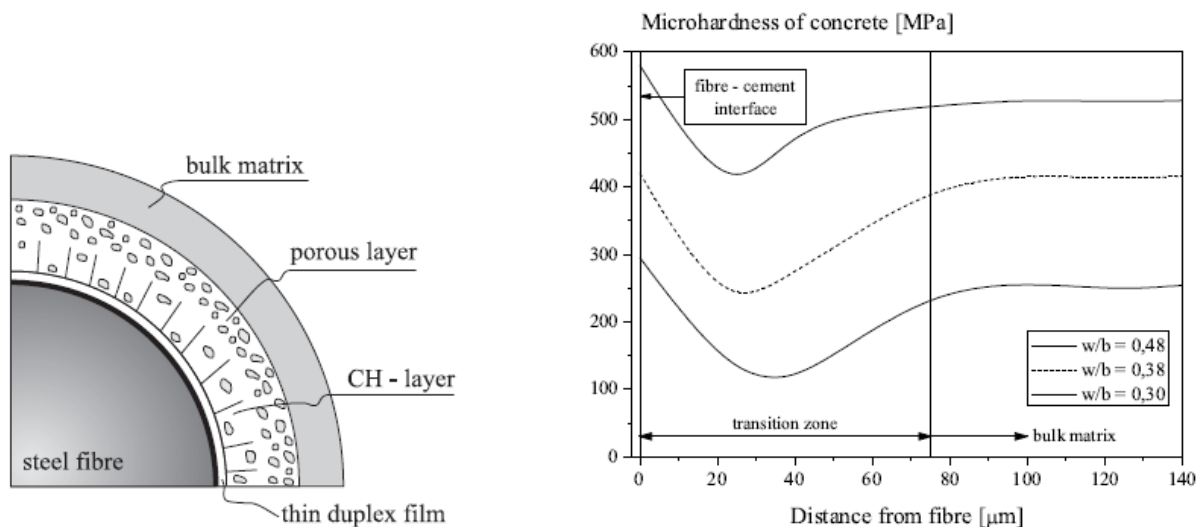 bulk matrix
porous layer
CH - layer
steel fibre
thin duplex film
Microhardness of concrete [MPa]
600
500
400
300
200
100
0
fibre - cement
interface
w/b = 0,48
w/b = 0,38
w/b = 0,30
transition zone
bulk matrix
0 20 40 60 80 100 120 140
Distance from fibre [μm]